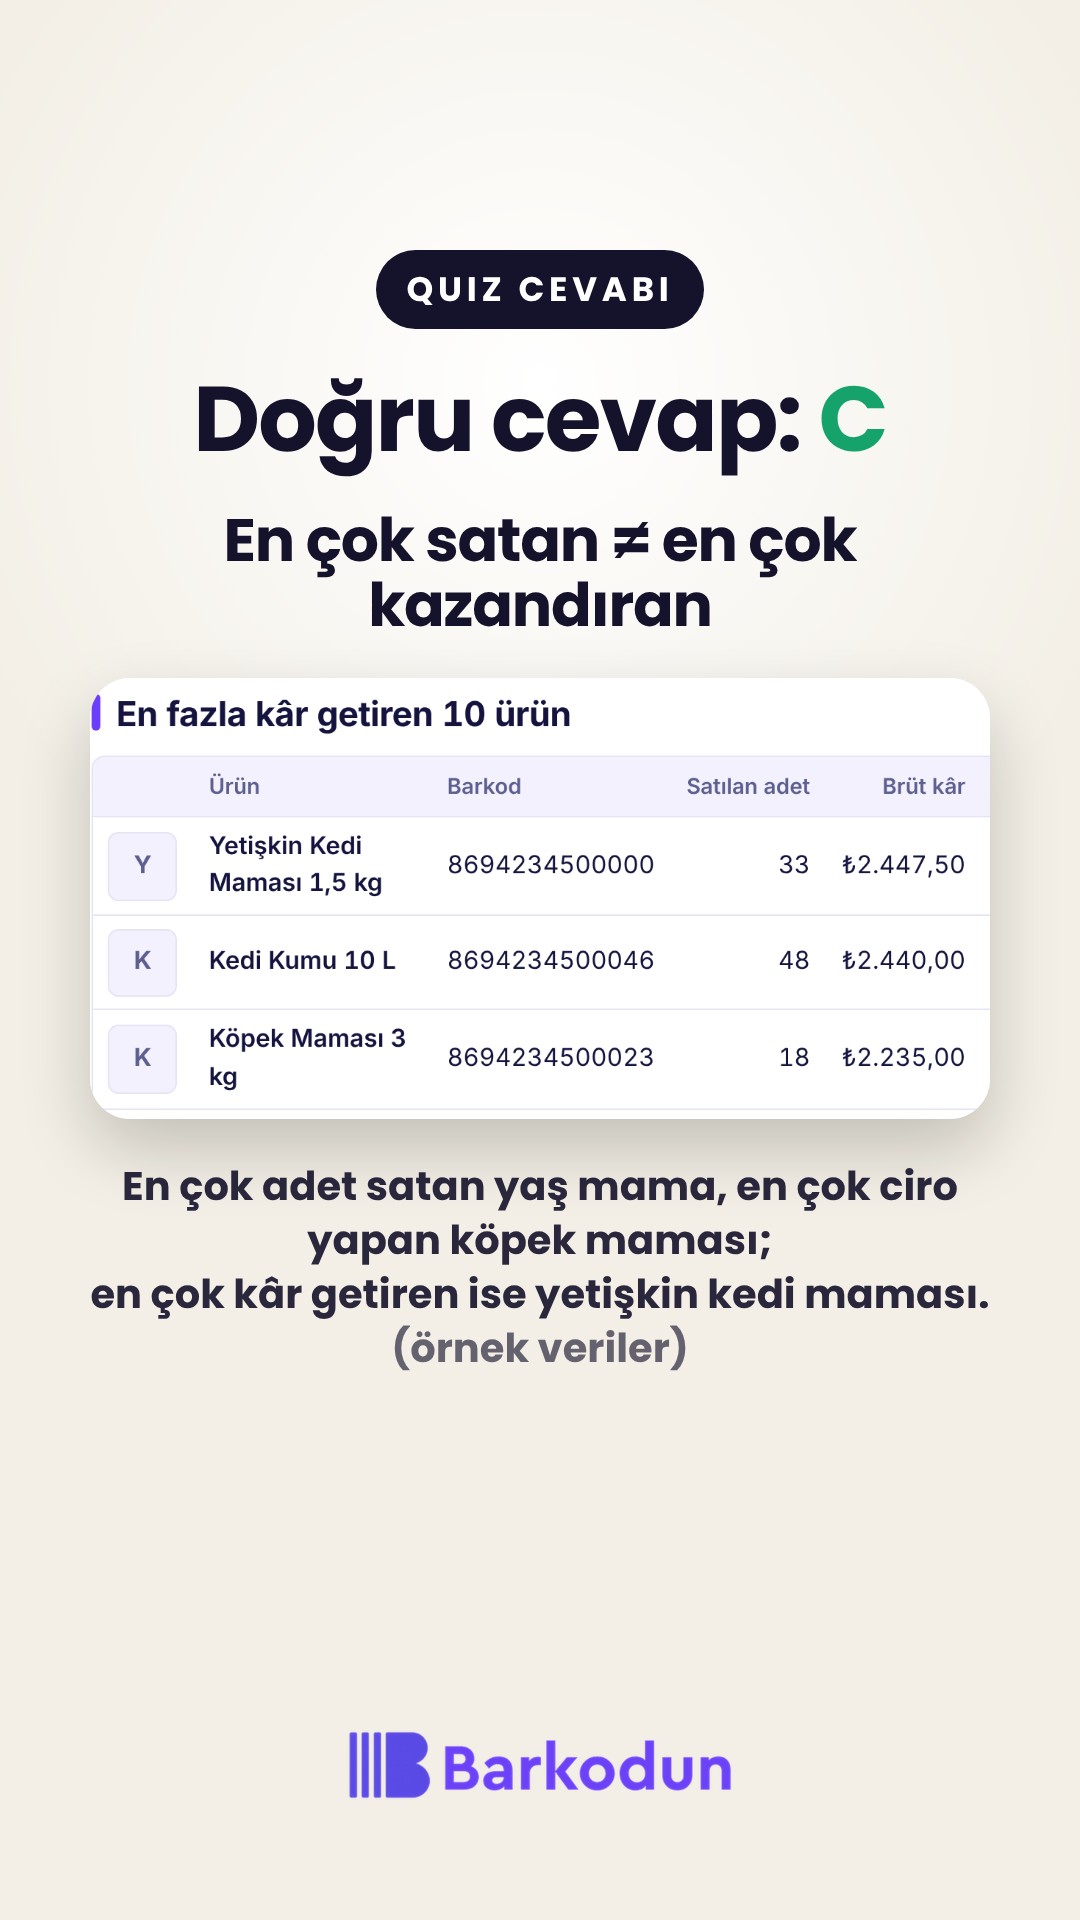 QUIZ CEVABI
Doğru cevap: C
En çok satan ≠ en çok
kazandıran
En fazla kâr getiren 10 ürün
Ürün Barkod Satılan adet Brüt kâr
Y Yetişkin Kedi Maması 1,5 kg 8694234500000 33 ₺2.447,50
K Kedi Kumu 10 L 8694234500046 48 ₺2.440,00
K Köpek Maması 3 kg 8694234500023 18 ₺2.235,00
En çok adet satan yaş mama, en çok ciro
yapan köpek maması;
en çok kâr getiren ise yetişkin kedi maması.
(örnek veriler)
Barkodun